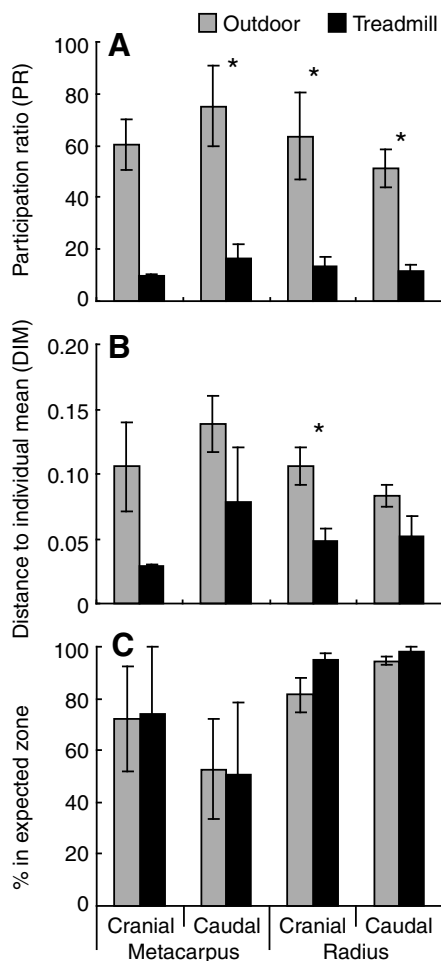 Outdoor Treadmill
A
Participation ratio (PR)
100
80
60
40
20
0
* * *
B
Distance to individual mean (DIM)
0.20
0.15
0.10
0.05
0
*
C
% in expected zone
100
80
60
40
20
0
Cranial Caudal Cranial Caudal
Metacarpus Radius